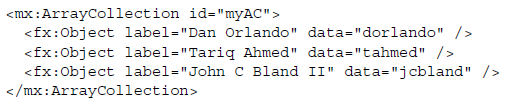 <mx:ArrayCollection id="myAC">
  <fx:Object label="Dan Orlando" data="dorlando" />
  <fx:Object label="Tariq Ahmed" data="tahmed" />
  <fx:Object label="John C Bland II" data="jcbland" />
</mx:ArrayCollection>